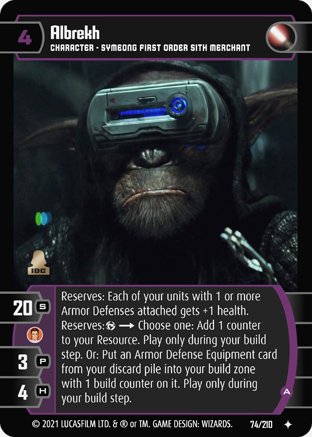 4
Albrekh
CHARACTER - SYMEONG FIRST ORDER SITH MERCHANT
IDC
20 S
3 P
4 H
Reserves: Each of your units with 1 or more
Armor Defenses attached gets +1 health.
Reserves: → Choose one: Add 1 counter
to your Resource. Play only during your build
step. Or: Put an Armor Defense Equipment card
from your discard pile into your build zone
with 1 build counter on it. Play only during
your build step.
A
© 2021 LUCASFILM LTD. & ® or TM. GAME DESIGN: WIZARDS. 74/210